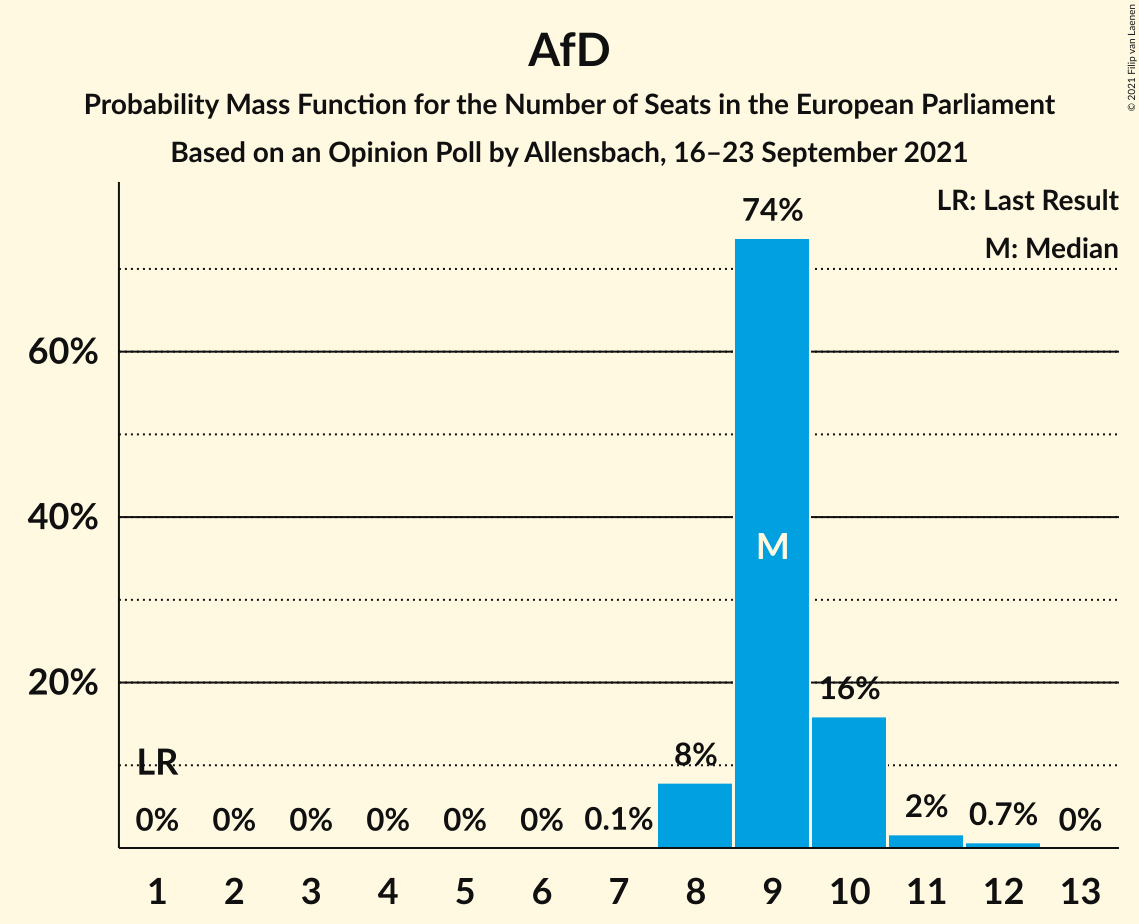 AfD
Probability Mass Function for the Number of Seats in the European Parliament
Based on an Opinion Poll by Allensbach, 16–23 September 2021
© 2021 Filip van Laenen
LR: Last Result
M: Median
74%
60%
40%
M
20%
16%
LR
8%
0% 0% 0% 0% 0% 0% 0.1% 2% 0.7% 0%
1 2 3 4 5 6 7 8 9 10 11 12 13